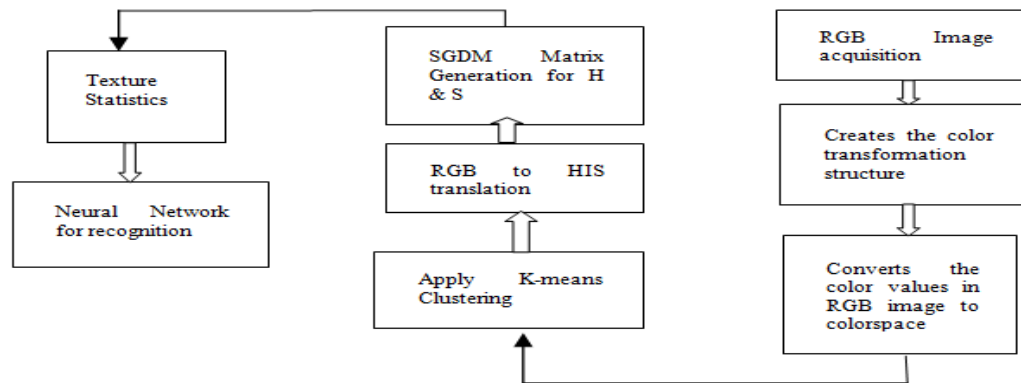 RGB Image
acquisition
Creates the color
transformation
structure
Converts the
color values in
RGB image to
colorspace
Apply K-means
Clustering
RGB to HIS
translation
SGDM Matrix
Generation for H
& S
Texture
Statistics
Neural Network
for recognition